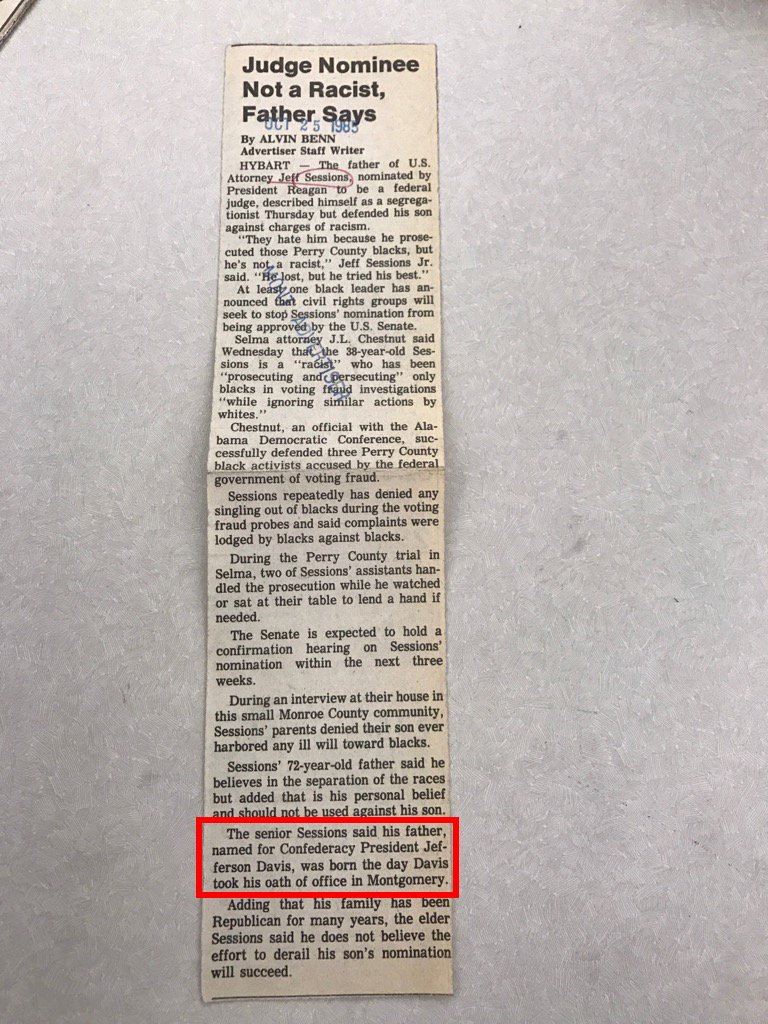 Judge Nominee
Not a Racist,
Father Says
OCT 25 1985
By ALVIN BENN
Advertiser Staff Writer
HYBART — The father of U.S.
Attorney Jeff Sessions, nominated by
President Reagan to be a federal
judge, described himself as a segrega-
tionist Thursday but defended his son
against charges of racism.
"They hate him because he prose-
cuted those Perry County blacks, but
he's not a racist," Jeff Sessions Jr.
said. "He lost, but he tried his best."
At least one black leader has an-
nounced that civil rights groups will
seek to stop Sessions' nomination from
being approved by the U.S. Senate.
Selma attorney J.L. Chestnut said
Wednesday that the 38-year-old Ses-
sions is a "racist" who has been
"prosecuting and persecuting" only
blacks in voting fraud investigations
"while ignoring similar actions by
whites."
Chestnut, an official with the Ala-
bama Democratic Conference, suc-
cessfully defended three Perry County
black activists accused by the federal
government of voting fraud.
Sessions repeatedly has denied any
singling out of blacks during the voting
fraud probes and said complaints were
lodged by blacks against blacks.
During the Perry County trial in
Selma, two of Sessions' assistants han-
dled the prosecution while he watched
or sat at their table to lend a hand if
needed.
The Senate is expected to hold a
confirmation hearing on Sessions'
nomination within the next three
weeks.
During an interview at their house in
this small Monroe County community,
Sessions' parents denied their son ever
harbored any ill will toward blacks.
Sessions' 72-year-old father said he
believes in the separation of the races
but added that is his personal belief
and should not be used against his son.
The senior Sessions said his father,
named for Confederacy President Jef-
ferson Davis, was born the day Davis
took his oath of office in Montgomery.
Adding that his family has been
Republican for many years, the elder
Sessions said he does not believe the
effort to derail his son's nomination
will succeed.
ADVERTISER